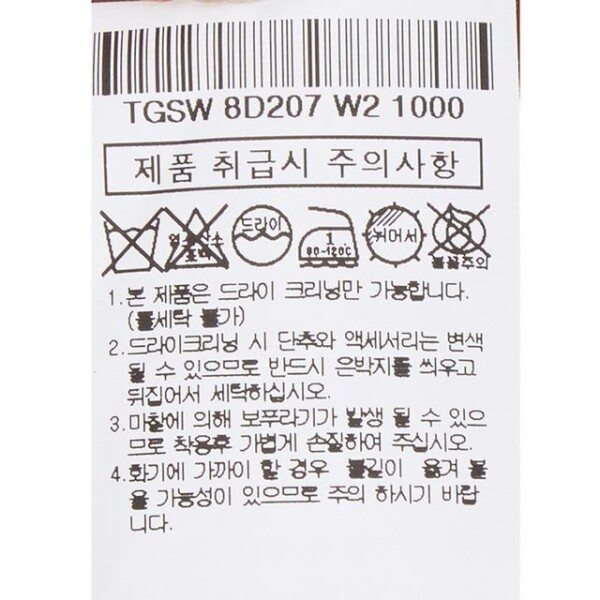 TGSW 8D207 W2 1000
제품 취급시 주의사항
염소산소 표백
드라이
1 80~120℃
뉘어서
불꽃주의
1.본 제품은 드라이 크리닝만 가능합니다.
(물세탁 불가)
2.드라이크리닝 시 단추와 액세서리는 변색
될 수 있으므로 반드시 은박지를 씌우고
뒤집어서 세탁하십시오.
3.마찰에 의해 보푸라기가 발생 될 수 있으
므로 착용후 가볍게 손질하여 주십시오.
4.화기에 가까이 할 경우 불길이 옮겨 붙
을 가능성이 있으므로 주의 하시기 바랍
니다.